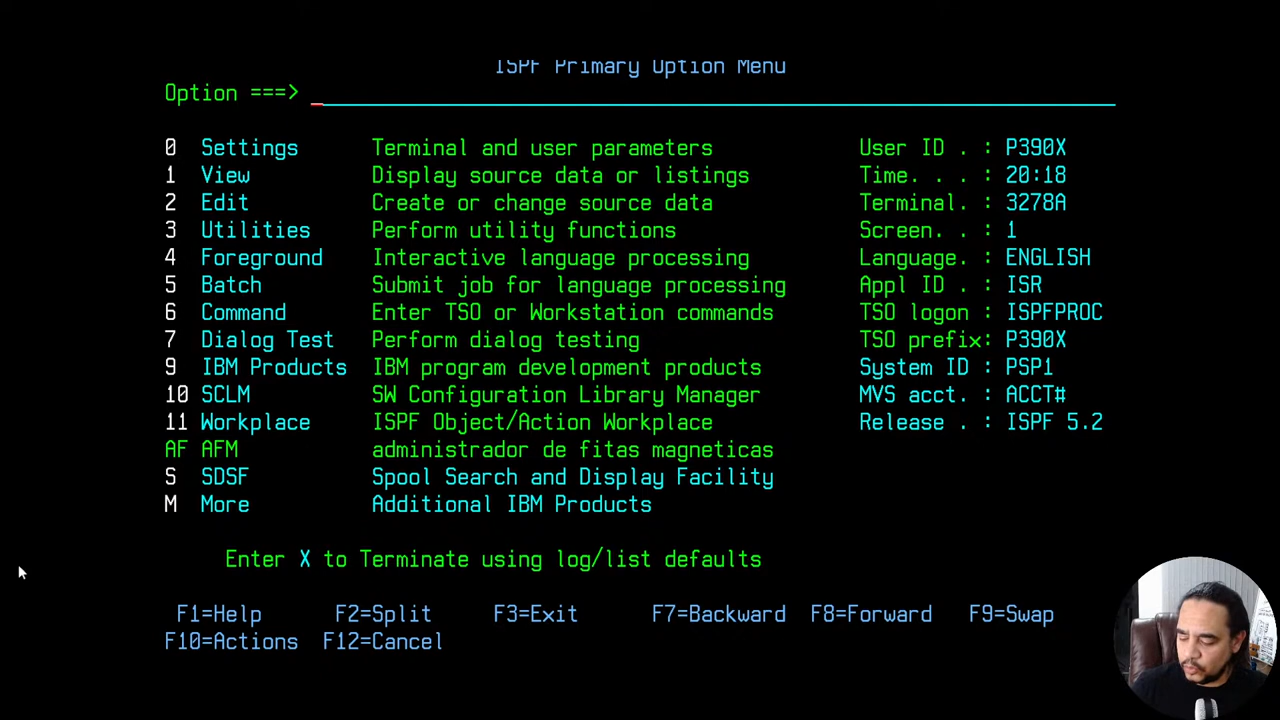 ISPF Primary Option Menu
Option ===>
0 Settings Terminal and user parameters User ID . : P390X
1 View Display source data or listings Time. . . : 20:18
2 Edit Create or change source data Terminal. : 3278A
3 Utilities Perform utility functions Screen. . : 1
4 Foreground Interactive language processing Language. : ENGLISH
5 Batch Submit job for language processing Appl ID . : ISR
6 Command Enter TSO or Workstation commands TSO logon : ISPFPROC
7 Dialog Test Perform dialog testing TSO prefix: P390X
9 IBM Products IBM program development products System ID : PSP1
10 SCLM SW Configuration Library Manager MVS acct. : ACCT#
11 Workplace ISPF Object/Action Workplace Release . : ISPF 5.2
AF AFM administrador de fitas magneticas
S SDSF Spool Search and Display Facility
M More Additional IBM Products
Enter X to Terminate using log/list defaults
F1=Help F2=Split F3=Exit F7=Backward F8=Forward F9=Swap
F10=Actions F12=Cancel